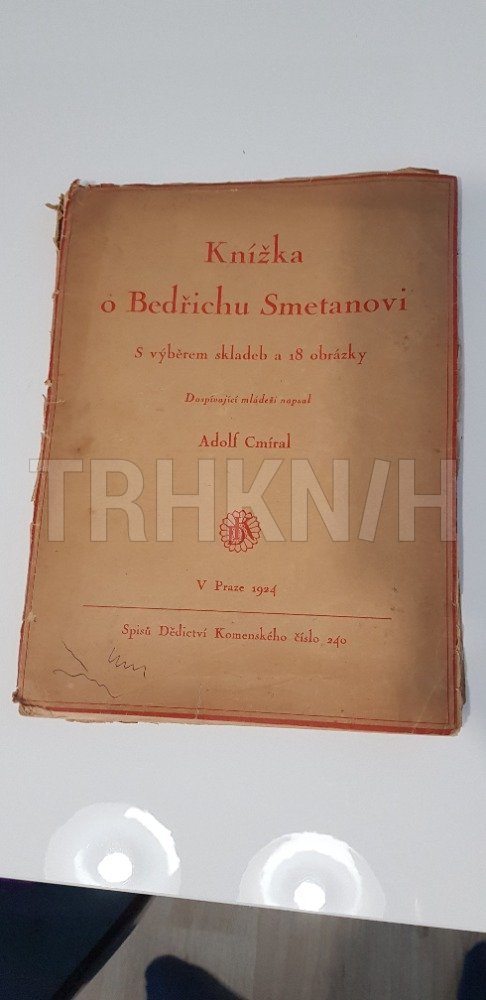 Knížka
o Bedřichu Smetanovi
S výběrem skladeb a 18 obrázky
Dospívající mládeži napsal
Adolf Cmíral
TRHKNIH
DK
V Praze 1924
Spisů Dědictví Komenského číslo 240